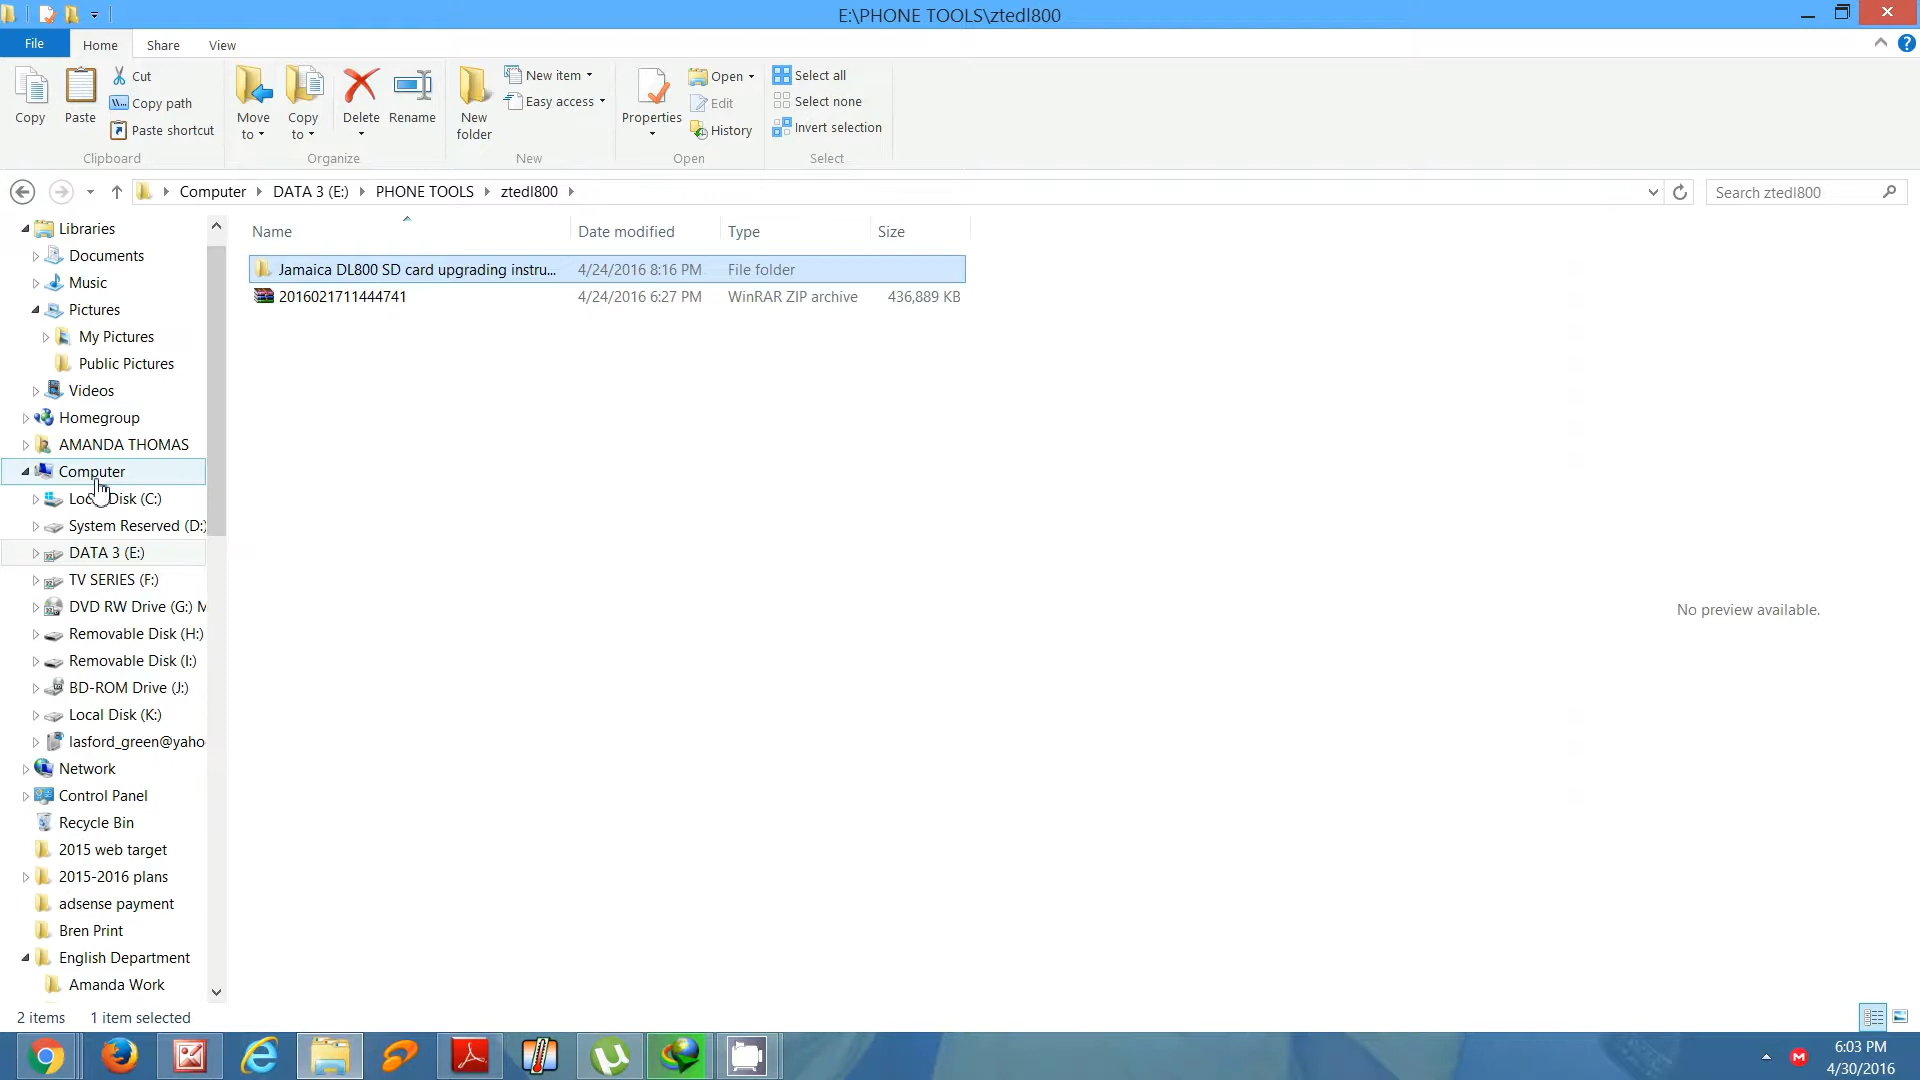 E:\PHONE TOOLS\ztedl800
File Home Share View
Copy Paste Cut Copy path Paste shortcut
Move to Copy to Delete Rename
New folder New item Easy access
Properties Open Edit History
Select all Select none Invert selection
Clipboard Organize New Open Select
Computer DATA 3 (E:) PHONE TOOLS ztedl800
Search ztedl800
Name Date modified Type Size
Jamaica DL800 SD card upgrading instru... 4/24/2016 8:16 PM File folder
2016021711444741 4/24/2016 6:27 PM WinRAR ZIP archive 436,889 KB
No preview available.
Libraries
Documents
Music
Pictures
My Pictures
Public Pictures
Videos
Homegroup
AMANDA THOMAS
Computer
Local Disk (C:)
System Reserved (D:)
DATA 3 (E:)
TV SERIES (F:)
DVD RW Drive (G:) M
Removable Disk (H:)
Removable Disk (I:)
BD-ROM Drive (J:)
Local Disk (K:)
lasford_green@yaho
Network
Control Panel
Recycle Bin
2015 web target
2015-2016 plans
adsense payment
Bren Print
English Department
Amanda Work
2 items 1 item selected
6:03 PM
4/30/2016